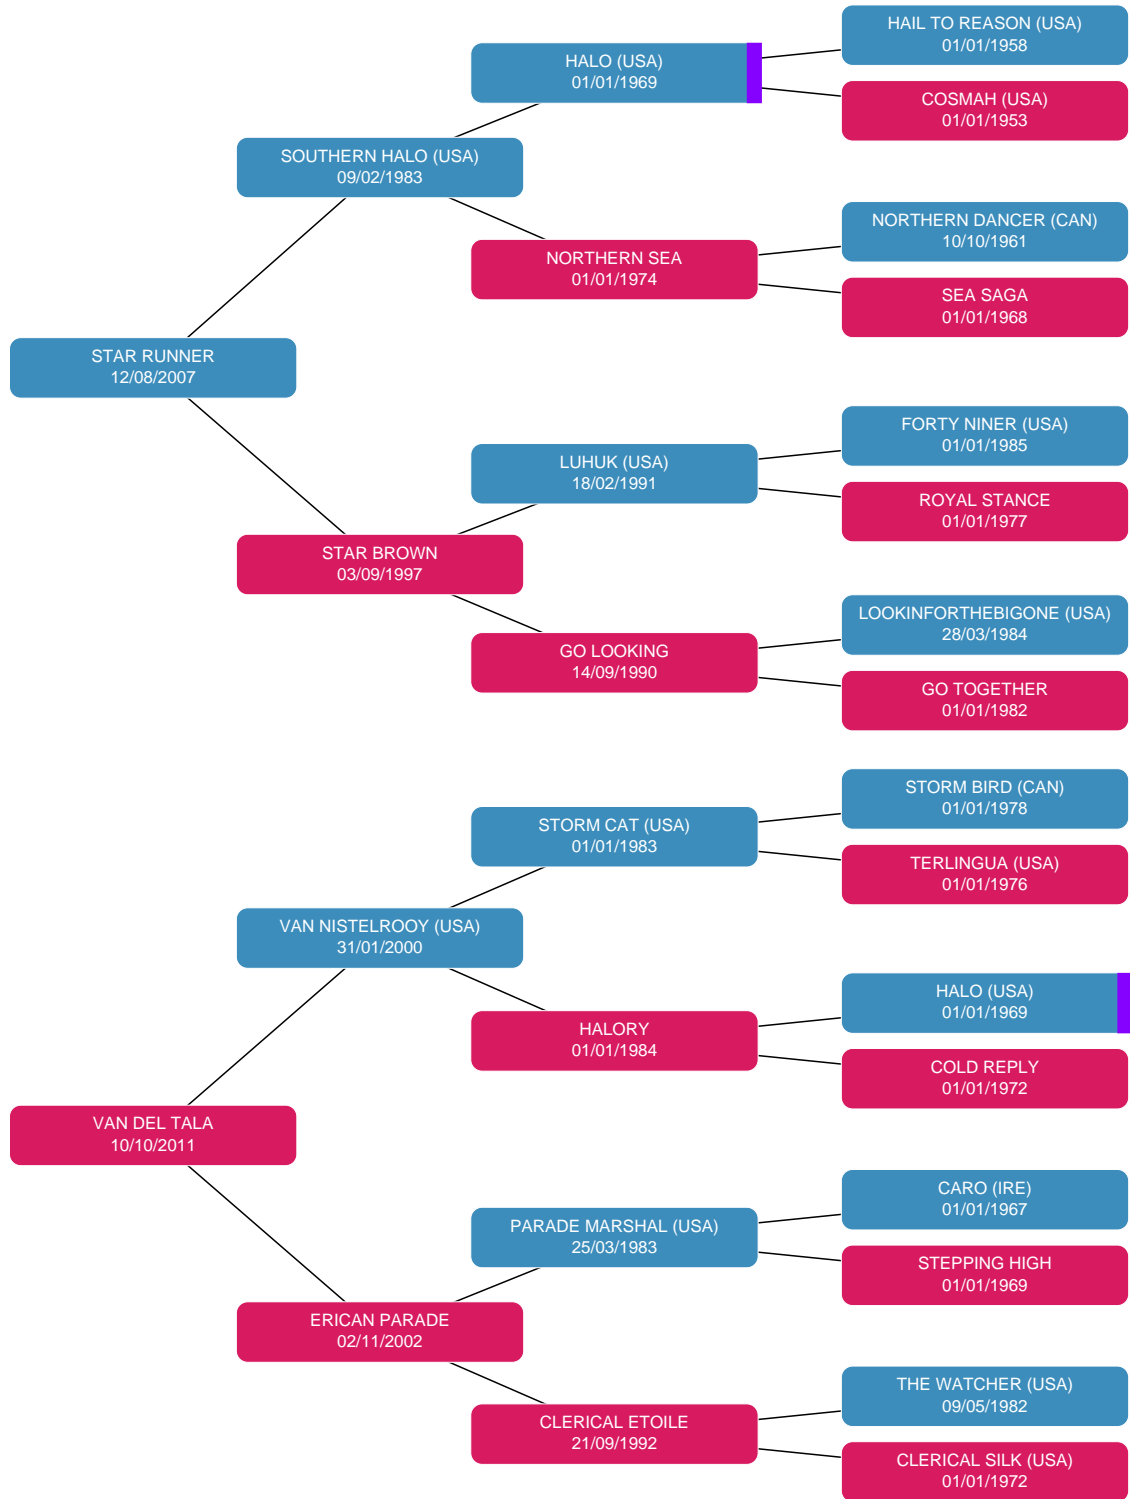 HAIL TO REASON (USA)
01/01/1958
HALO (USA)
01/01/1969
COSMAH (USA)
01/01/1953
SOUTHERN HALO (USA)
09/02/1983
NORTHERN DANCER (CAN)
10/10/1961
NORTHERN SEA
01/01/1974
SEA SAGA
01/01/1968
STAR RUNNER
12/08/2007
FORTY NINER (USA)
01/01/1985
LUHUK (USA)
18/02/1991
ROYAL STANCE
01/01/1977
STAR BROWN
03/09/1997
LOOKINFORTHEBIGONE (USA)
28/03/1984
GO LOOKING
14/09/1990
GO TOGETHER
01/01/1982
STORM BIRD (CAN)
01/01/1978
STORM CAT (USA)
01/01/1983
TERLINGUA (USA)
01/01/1976
VAN NISTELROOY (USA)
31/01/2000
HALO (USA)
01/01/1969
HALORY
01/01/1984
COLD REPLY
01/01/1972
VAN DEL TALA
10/10/2011
CARO (IRE)
01/01/1967
PARADE MARSHAL (USA)
25/03/1983
STEPPING HIGH
01/01/1969
ERICAN PARADE
02/11/2002
THE WATCHER (USA)
09/05/1982
CLERICAL ETOILE
21/09/1992
CLERICAL SILK (USA)
01/01/1972